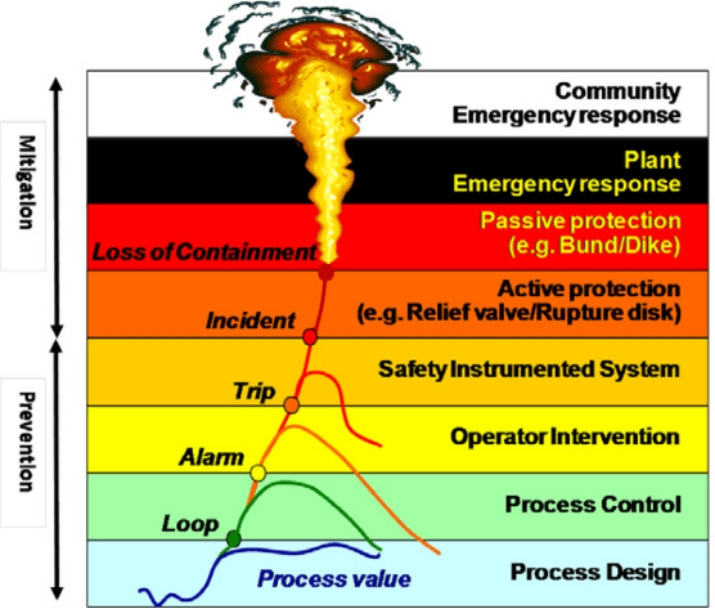 Community
Emergency response
Plant
Emergency response
Passive protection
(e.g. Bund/Dike)
Loss of Containment
Active protection
(e.g. Relief valve/Rupture disk)
Incident
Safety Instrumented System
Trip
Operator Intervention
Alarm
Process Control
Loop
Process Design
Process value
Mitigation
Prevention